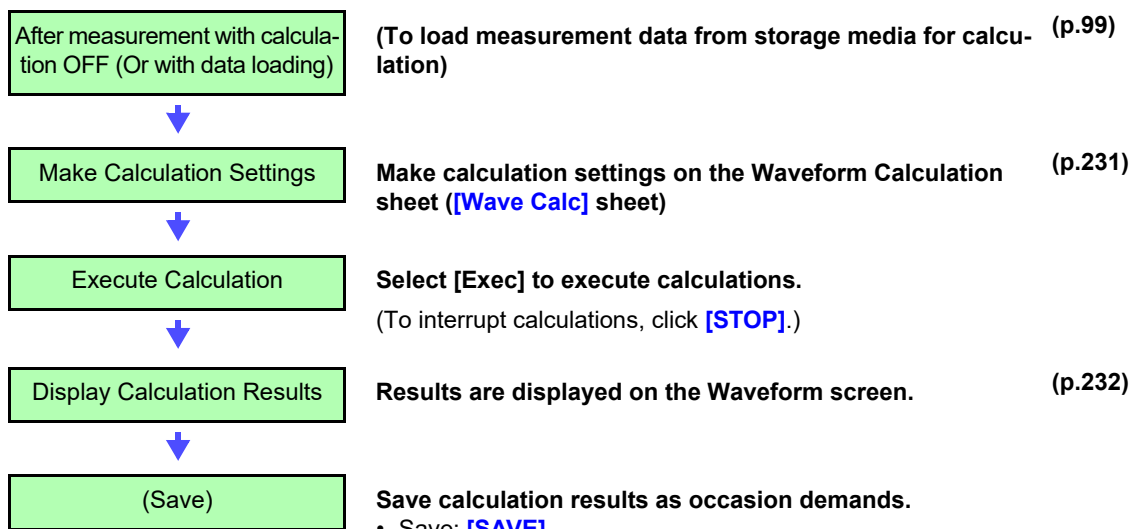 After measurement with calcula-
tion OFF (Or with data loading)
(To load measurement data from storage media for calcu-
lation)
(p.99)
Make Calculation Settings
Make calculation settings on the Waveform Calculation
sheet ([Wave Calc] sheet)
(p.231)
Execute Calculation
Select [Exec] to execute calculations.
(To interrupt calculations, click [STOP].)
Display Calculation Results
Results are displayed on the Waveform screen.
(p.232)
(Save)
Save calculation results as occasion demands.
• Save: [SAVE]